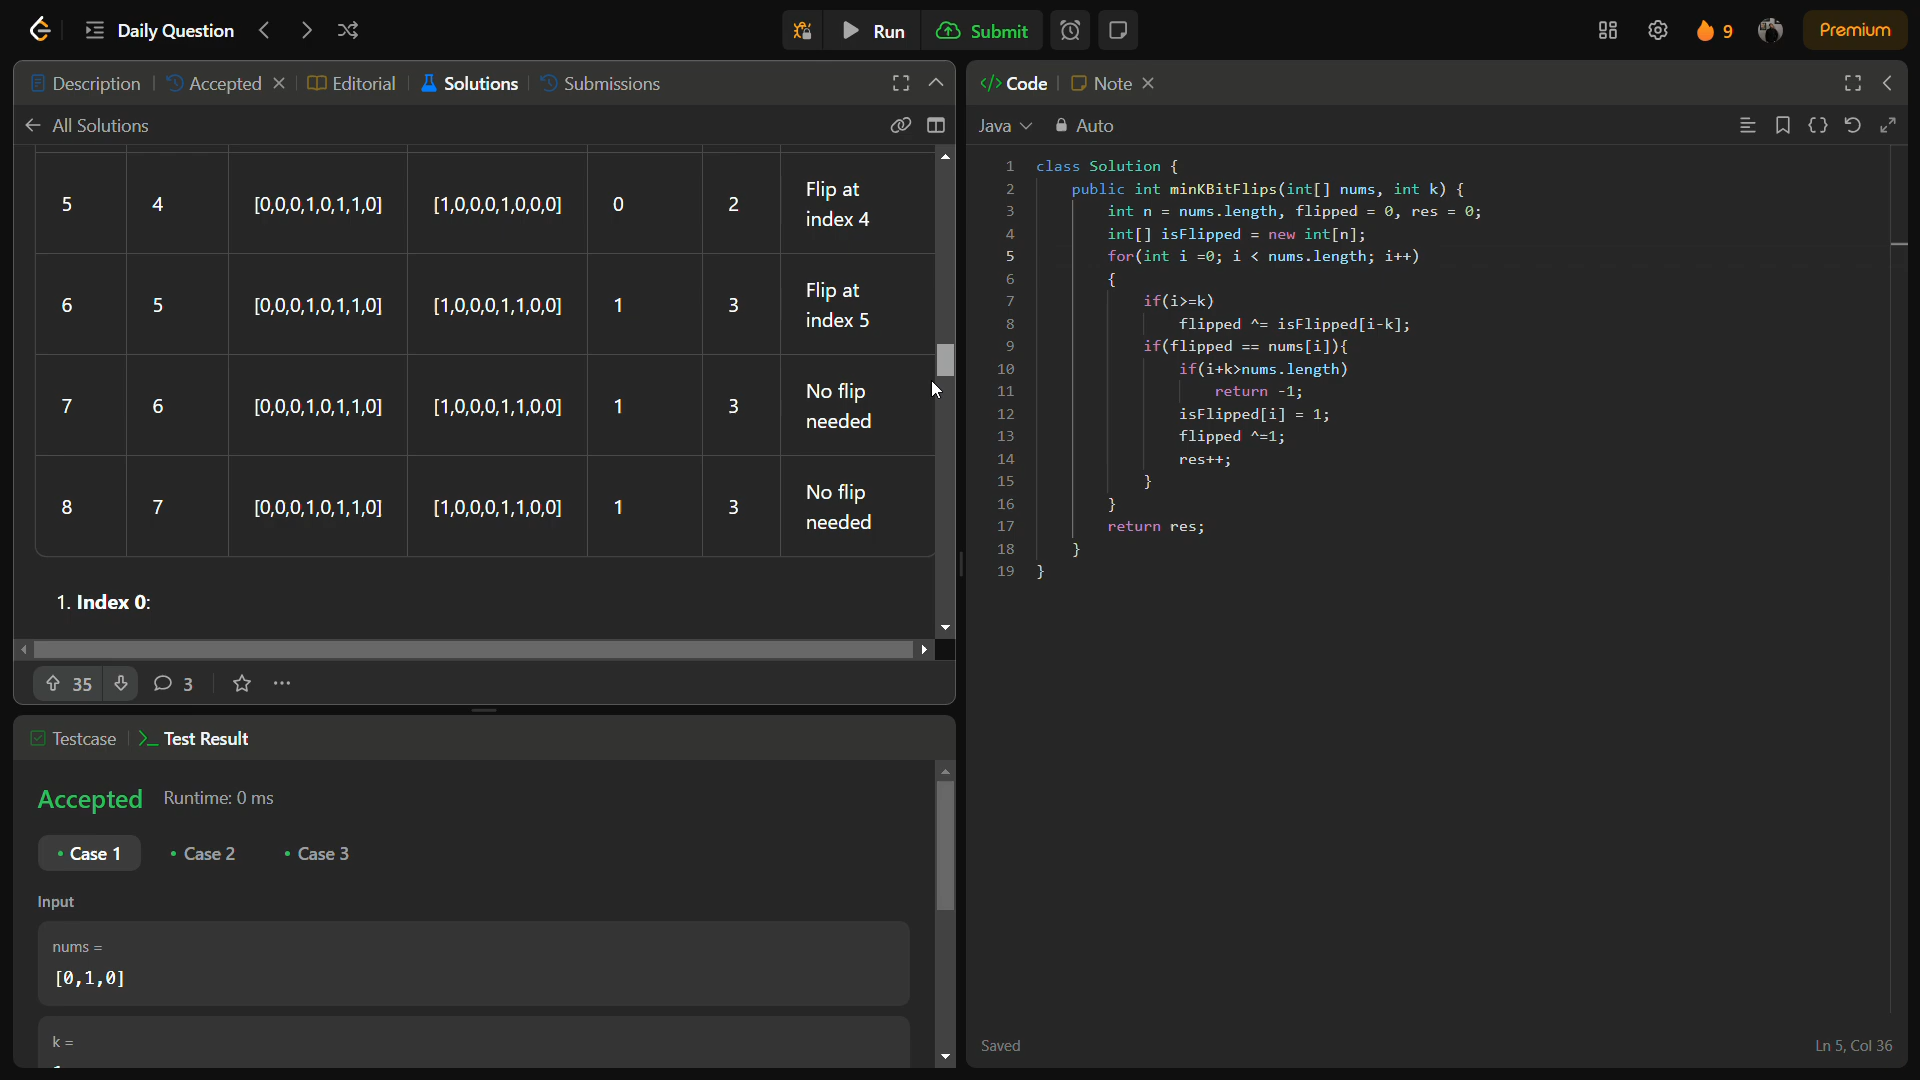 Daily Question
Run
Submit
9
Premium
Description
Accepted
Editorial
Solutions
Submissions
All Solutions
5 4 [0,0,0,1,0,1,1,0] [1,0,0,0,1,0,0,0] 0 2 Flip at
index 4
6 5 [0,0,0,1,0,1,1,0] [1,0,0,0,1,1,0,0] 1 3 Flip at
index 5
7 6 [0,0,0,1,0,1,1,0] [1,0,0,0,1,1,0,0] 1 3 No flip
needed
8 7 [0,0,0,1,0,1,1,0] [1,0,0,0,1,1,0,0] 1 3 No flip
needed
1. Index 0:
35
3
Testcase
Test Result
Accepted Runtime: 0 ms
Case 1
Case 2
Case 3
Input
nums =
[0,1,0]
k =
</> Code
Note
Java
Auto
1 class Solution {
2 public int minKBitFlips(int[] nums, int k) {
3 int n = nums.length, flipped = 0, res = 0;
4 int[] isFlipped = new int[n];
5 for(int i =0; i < nums.length; i++)
6 {
7 if(i>=k)
8 flipped ^= isFlipped[i-k];
9 if(flipped == nums[i]){
10 if(i+k>nums.length)
11 return -1;
12 isFlipped[i] = 1;
13 flipped ^=1;
14 res++;
15 }
16 }
17 return res;
18 }
19 }
Saved
Ln 5, Col 36